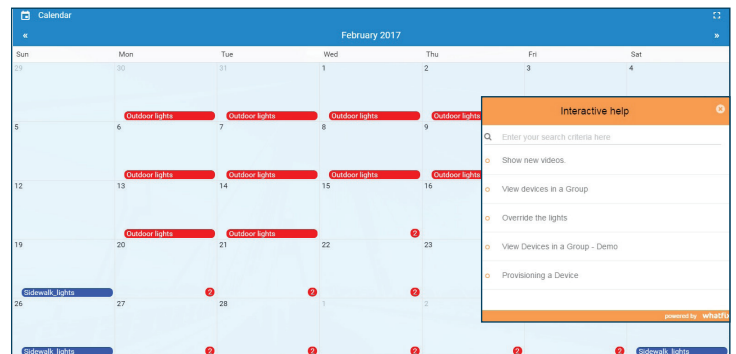 Calendar
« February 2017 »
Sun Mon Tue Wed Thu Fri Sat
29 30 31 1 2 3 4
Outdoor lights Outdoor lights Outdoor lights Outdoor lights
5 6 7 8 9
Outdoor lights Outdoor lights Outdoor lights Outdoor lights
12 13 14 15 16
Outdoor lights Outdoor lights 2
19 20 21 22 23
Sidewalk_lights 2 2 2
26 27 28 1 2
Sidewalk_lights 2 2 2 2 2 Sidewalk_lights
Interactive help
Enter your search criteria here
Show new videos.
View devices in a Group
Override the lights
View Devices in a Group - Demo
Provisioning a Device
powered by whatfix